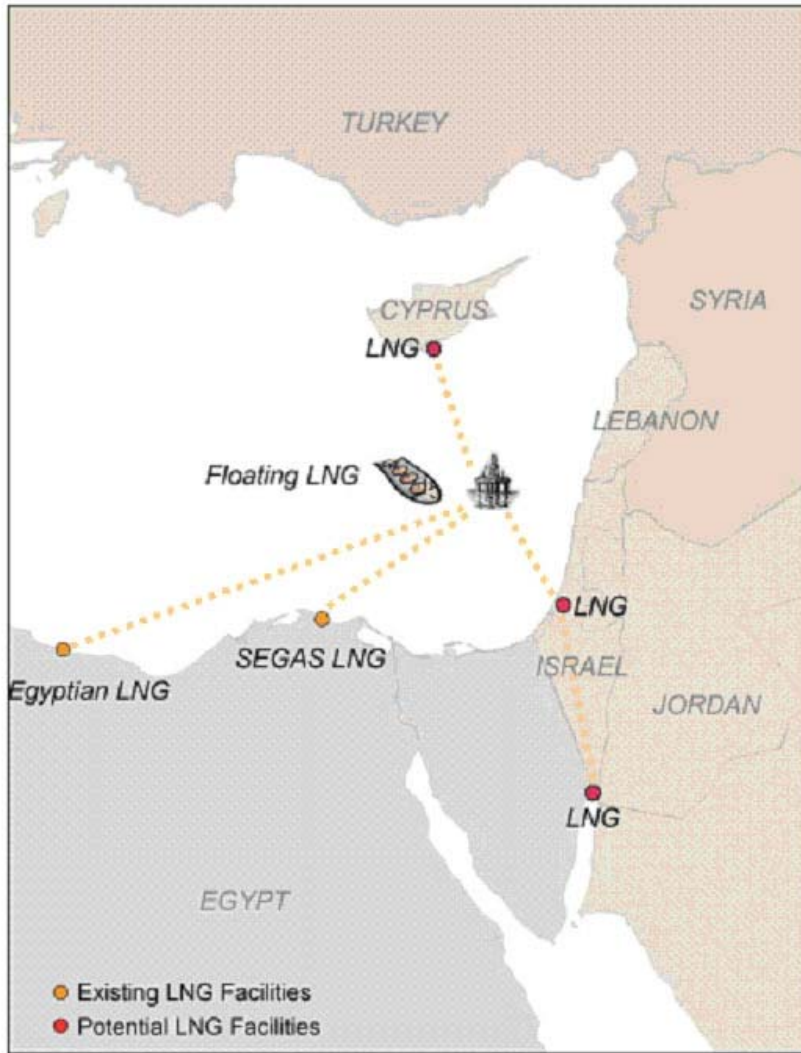 TURKEY
CYPRUS
SYRIA
LNG
LEBANON
Floating LNG
LNG
SEGAS LNG
ISRAEL
Egyptian LNG
JORDAN
LNG
EGYPT
Existing LNG Facilities
Potential LNG Facilities